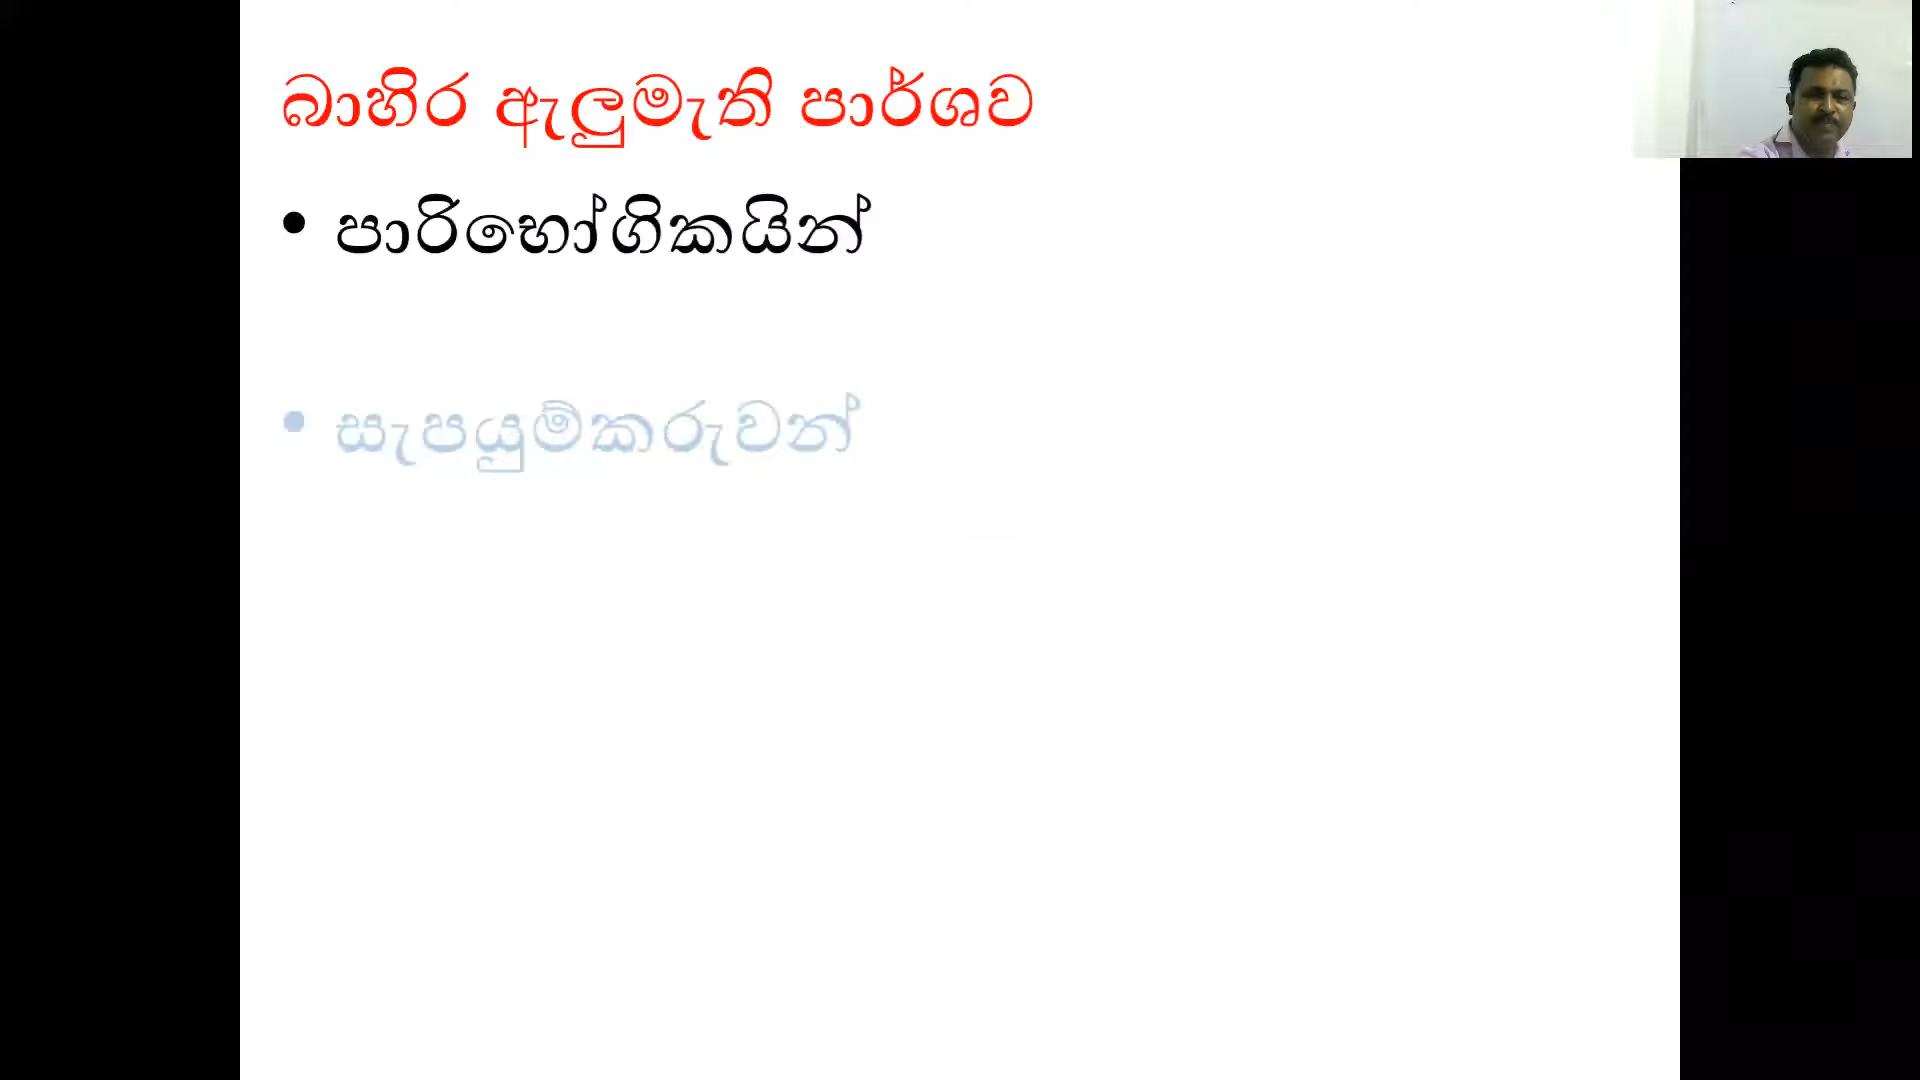 බාහිර ඇලුමැති පාර්ශව
• පාරිභෝගිකයින්
• සැපයුම්කරුවන්